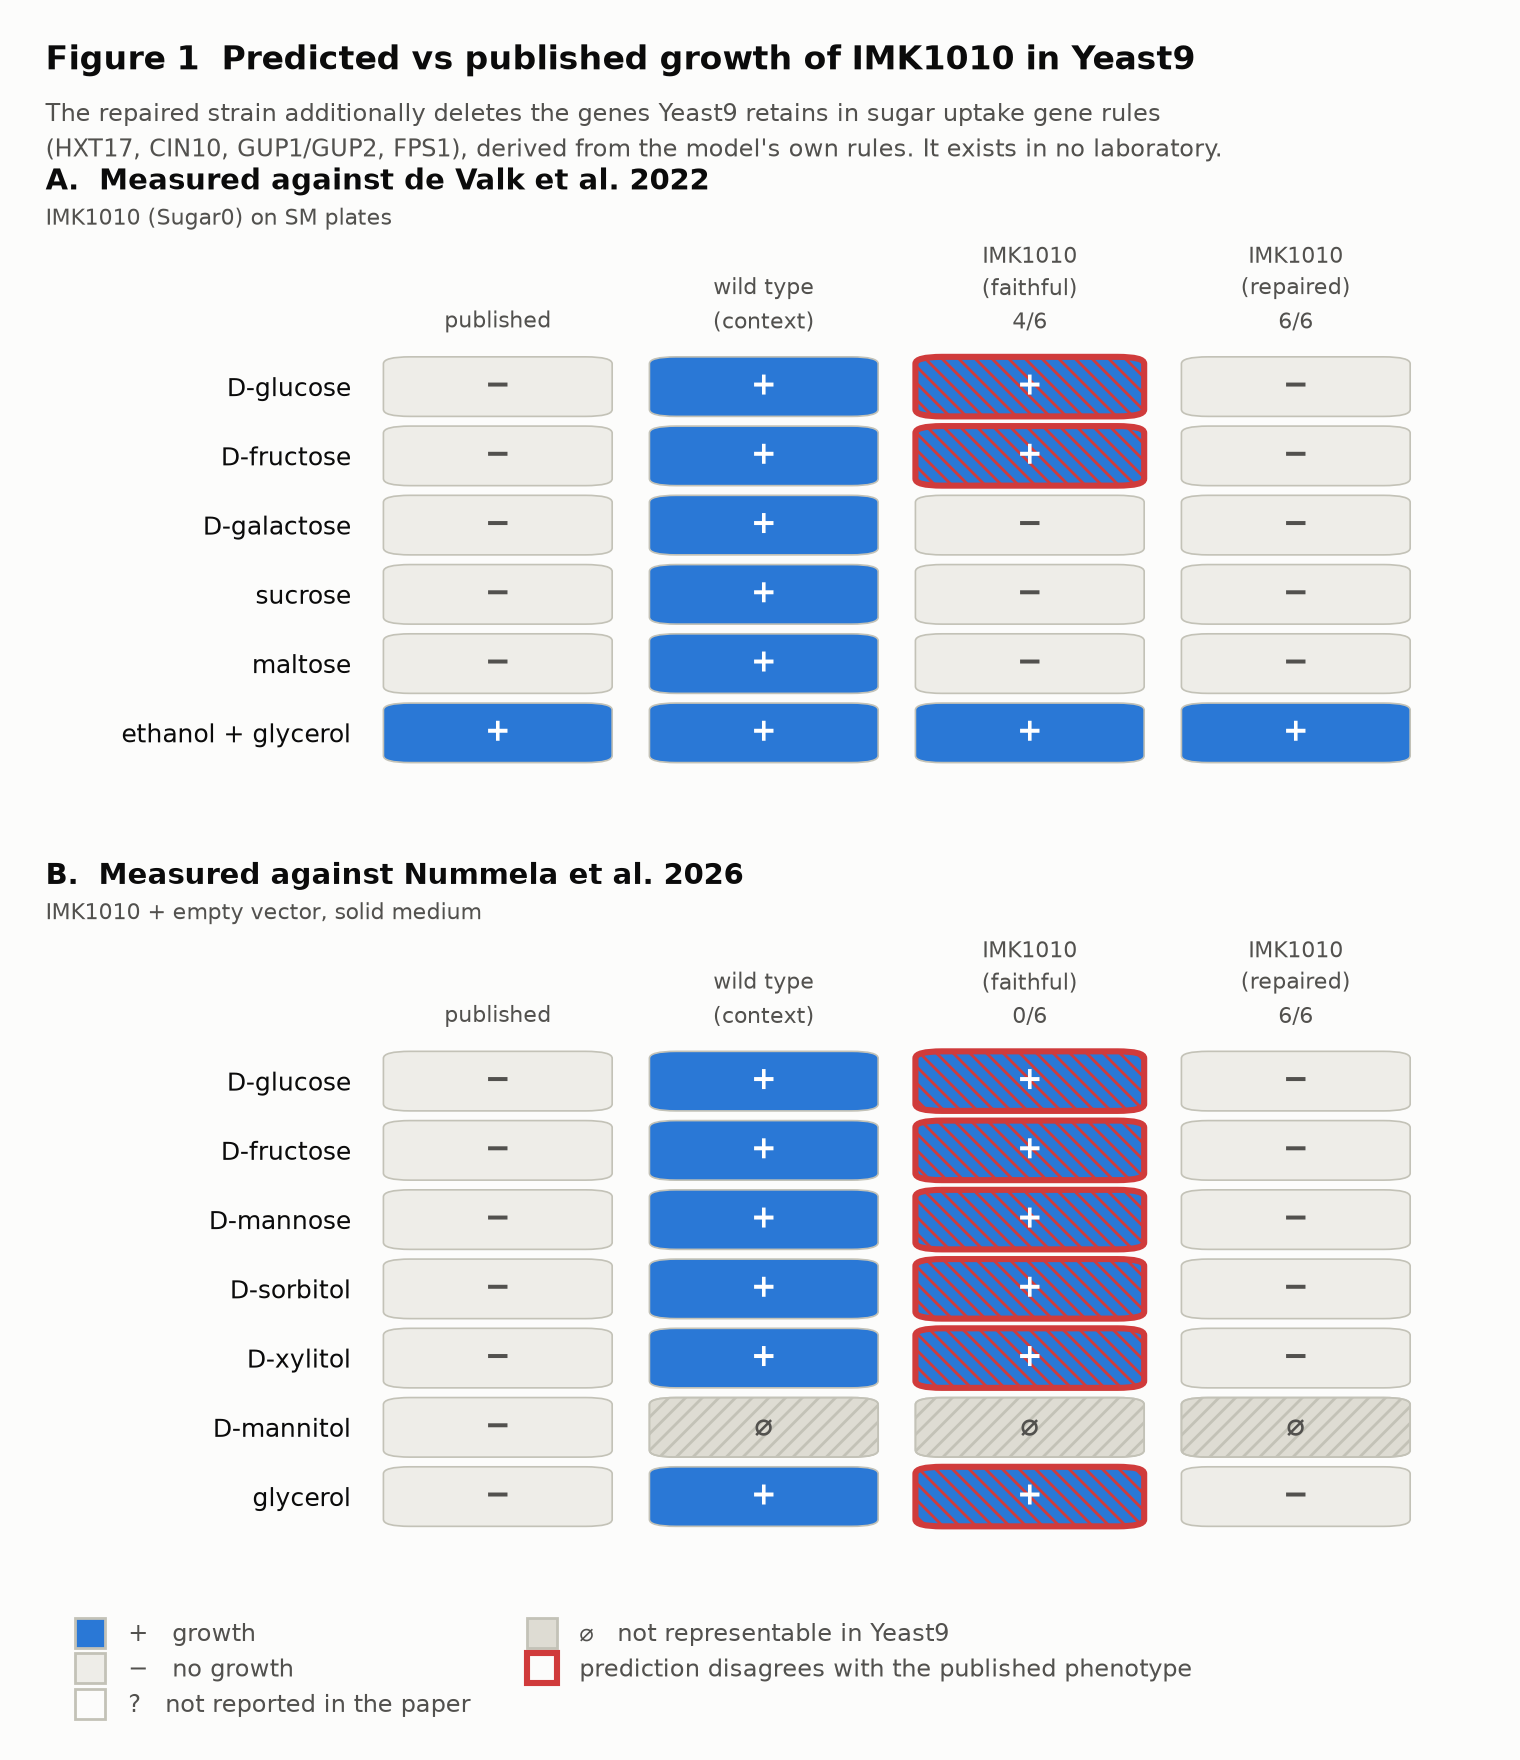 Figure 1  Predicted vs published growth of IMK1010 in Yeast9
The repaired strain additionally deletes the genes Yeast9 retains in sugar uptake gene rules
(HXT17, CIN10, GUP1/GUP2, FPS1), derived from the model's own rules. It exists in no laboratory.
A.  Measured against de Valk et al. 2022
IMK1010 (Sugar0) on SM plates
published
wild type
(context)
IMK1010
(faithful)
4/6
IMK1010
(repaired)
6/6
D-glucose − + + −
D-fructose − + + −
D-galactose − + − −
sucrose − + − −
maltose − + − −
ethanol + glycerol + + + +
B.  Measured against Nummela et al. 2026
IMK1010 + empty vector, solid medium
published
wild type
(context)
IMK1010
(faithful)
0/6
IMK1010
(repaired)
6/6
D-glucose − + + −
D-fructose − + + −
D-mannose − + + −
D-sorbitol − + + −
D-xylitol − + + −
D-mannitol − ⌀ ⌀ ⌀
glycerol − + + −
+ growth
− no growth
? not reported in the paper
⌀ not representable in Yeast9
prediction disagrees with the published phenotype